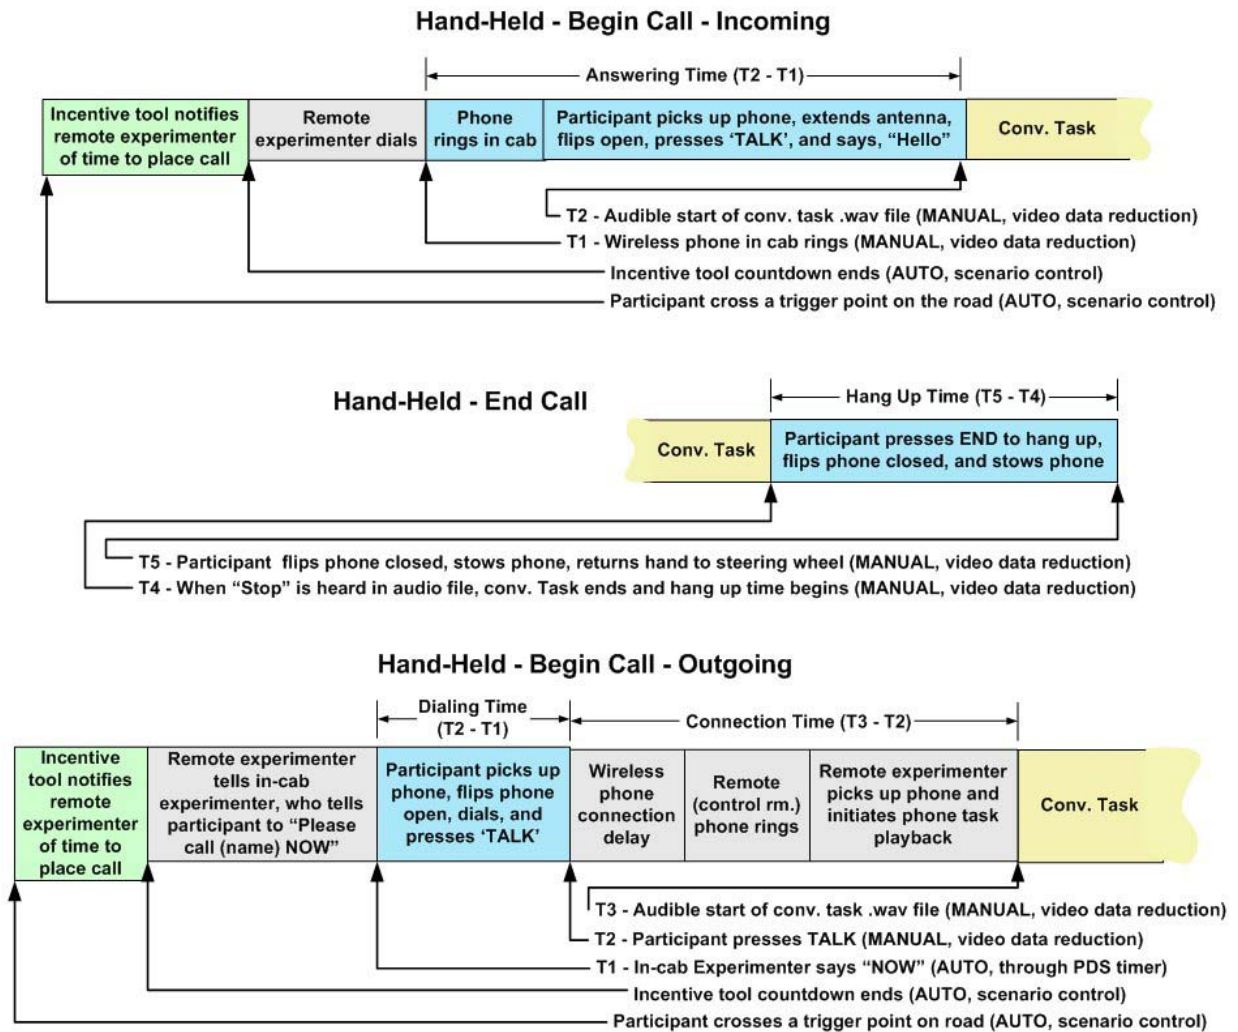 Hand-Held - Begin Call - Incoming
Answering Time (T2 - T1)
Incentive tool notifies
remote experimenter
of time to place call
Remote
experimenter dials
Phone
rings in cab
Participant picks up phone, extends antenna,
flips open, presses ‘TALK’, and says, “Hello”
Conv. Task
T2 - Audible start of conv. task .wav file (MANUAL, video data reduction)
T1 - Wireless phone in cab rings (MANUAL, video data reduction)
Incentive tool countdown ends (AUTO, scenario control)
Participant cross a trigger point on the road (AUTO, scenario control)
Hand-Held - End Call
Hang Up Time (T5 - T4)
Conv. Task
Participant presses END to hang up,
flips phone closed, and stows phone
T5 - Participant flips phone closed, stows phone, returns hand to steering wheel (MANUAL, video data reduction)
T4 - When “Stop” is heard in audio file, conv. Task ends and hang up time begins (MANUAL, video data reduction)
Hand-Held - Begin Call - Outgoing
Dialing Time
(T2 - T1)
Connection Time (T3 - T2)
Incentive
tool notifies
remote
experimenter
of time to
place call
Remote experimenter
tells in-cab
experimenter, who tells
participant to “Please
call (name) NOW”
Participant picks up
phone, flips phone
open, dials, and
presses ‘TALK’
Wireless
phone
connection
delay
Remote
(control rm.)
phone rings
Remote experimenter
picks up phone and
initiates phone task
playback
Conv. Task
T3 - Audible start of conv. task .wav file (MANUAL, video data reduction)
T2 - Participant presses TALK (MANUAL, video data reduction)
T1 - In-cab Experimenter says “NOW” (AUTO, through PDS timer)
Incentive tool countdown ends (AUTO, scenario control)
Participant crosses a trigger point on road (AUTO, scenario control)